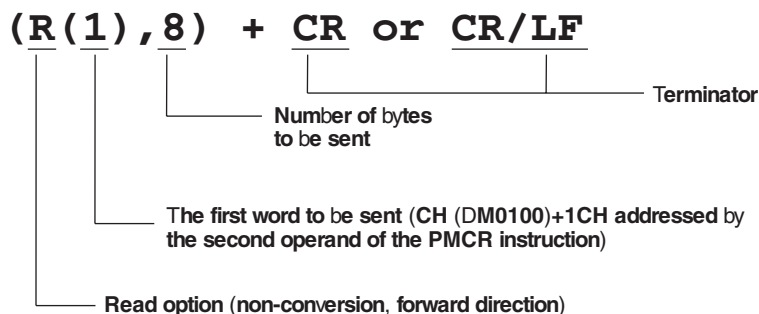 (R(1),8) + CR or CR/LF
Terminator
Number of bytes
to be sent
The first word to be sent (CH (DM0100)+1CH addressed by
the second operand of the PMCR instruction)
Read option (non-conversion, forward direction)